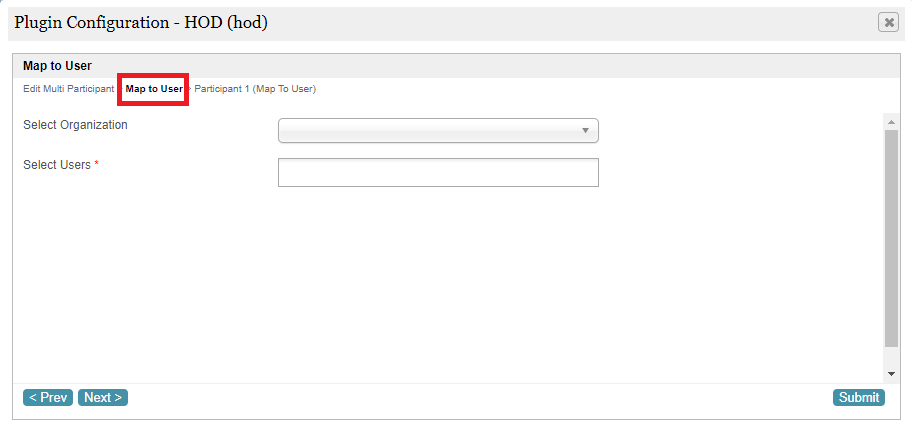 Plugin Configuration - HOD (hod)
Map to User
Edit Multi Participant Map to User > Participant 1 (Map To User)
Select Organization
Select Users *
< Prev Next > Submit